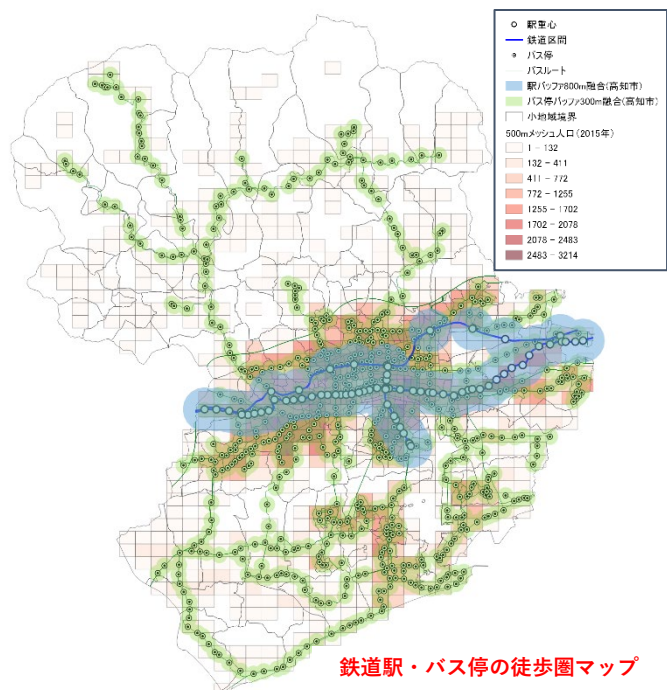 駅重心
鉄道区間
バス停
バスルート
駅バッファ800m融合(高知市)
バス停バッファ300m融合(高知市)
小地域境界
500mメッシュ人口(2015年)
1 - 132
132 - 411
411 - 772
772 - 1255
1255 - 1702
1702 - 2078
2078 - 2483
2483 - 3214
鉄道駅・バス停の徒歩圏マップ